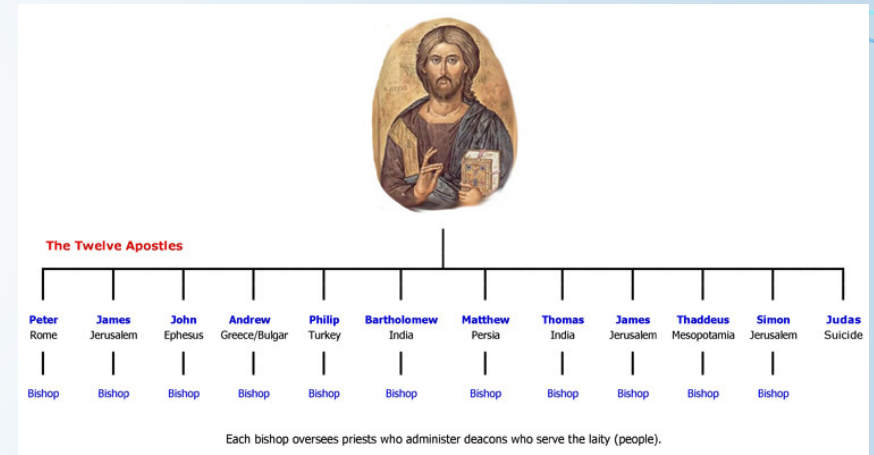 The Twelve Apostles
Peter James John Andrew Philip Bartholomew Matthew Thomas James Thaddeus Simon Judas
Rome Jerusalem Ephesus Greece/Bulgar Turkey India Persia India Jerusalem Mesopotamia Jerusalem Suicide
Bishop Bishop Bishop Bishop Bishop Bishop Bishop Bishop Bishop Bishop Bishop
Each bishop oversees priests who administer deacons who serve the laity (people).